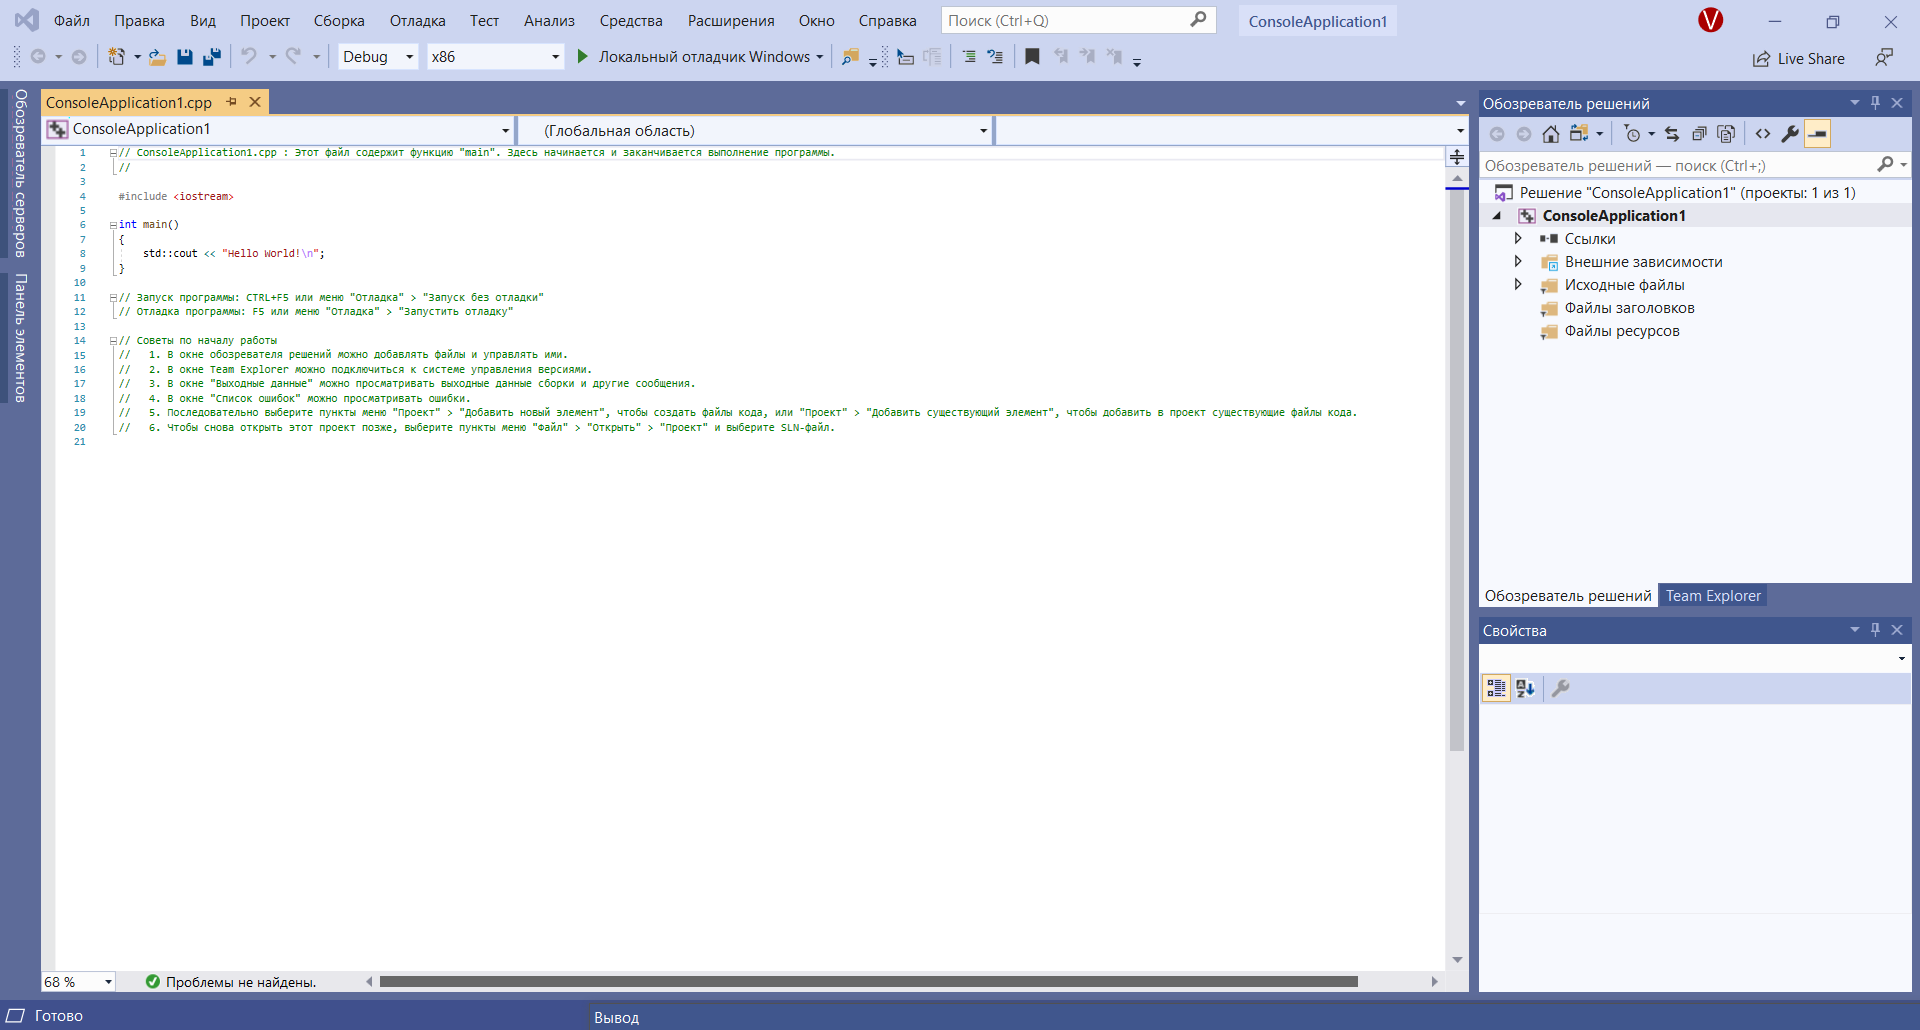 Файл Правка Вид Проект Сборка Отладка Тест Анализ Средства Расширения Окно Справка Поиск (Ctrl+Q) ConsoleApplication1 V
Debug x86 Локальный отладчик Windows Live Share
Обозреватель серверов
Панель элементов
ConsoleApplication1.cpp
ConsoleApplication1 (Глобальная область)
1 // ConsoleApplication1.cpp : Этот файл содержит функцию "main". Здесь начинается и заканчивается выполнение программы.
2 //
3
4 #include <iostream>
5
6 int main()
7 {
8 std::cout << "Hello World!\n";
9 }
10
11 // Запуск программы: CTRL+F5 или меню "Отладка" > "Запуск без отладки"
12 // Отладка программы: F5 или меню "Отладка" > "Запустить отладку"
13
14 // Советы по началу работы
15 // 1. В окне обозревателя решений можно добавлять файлы и управлять ими.
16 // 2. В окне Team Explorer можно подключиться к системе управления версиями.
17 // 3. В окне "Выходные данные" можно просматривать выходные данные сборки и другие сообщения.
18 // 4. В окне "Список ошибок" можно просматривать ошибки.
19 // 5. Последовательно выберите пункты меню "Проект" > "Добавить новый элемент", чтобы создать файлы кода, или "Проект" > "Добавить существующий элемент", чтобы добавить в проект существующие файлы кода.
20 // 6. Чтобы снова открыть этот проект позже, выберите пункты меню "Файл" > "Открыть" > "Проект" и выберите SLN-файл.
21
68 % Проблемы не найдены.
Обозреватель решений
Обозреватель решений — поиск (Ctrl+;)
Решение "ConsoleApplication1" (проекты: 1 из 1)
ConsoleApplication1
Ссылки
Внешние зависимости
Исходные файлы
Файлы заголовков
Файлы ресурсов
Обозреватель решений Team Explorer
Свойства
Готово Вывод